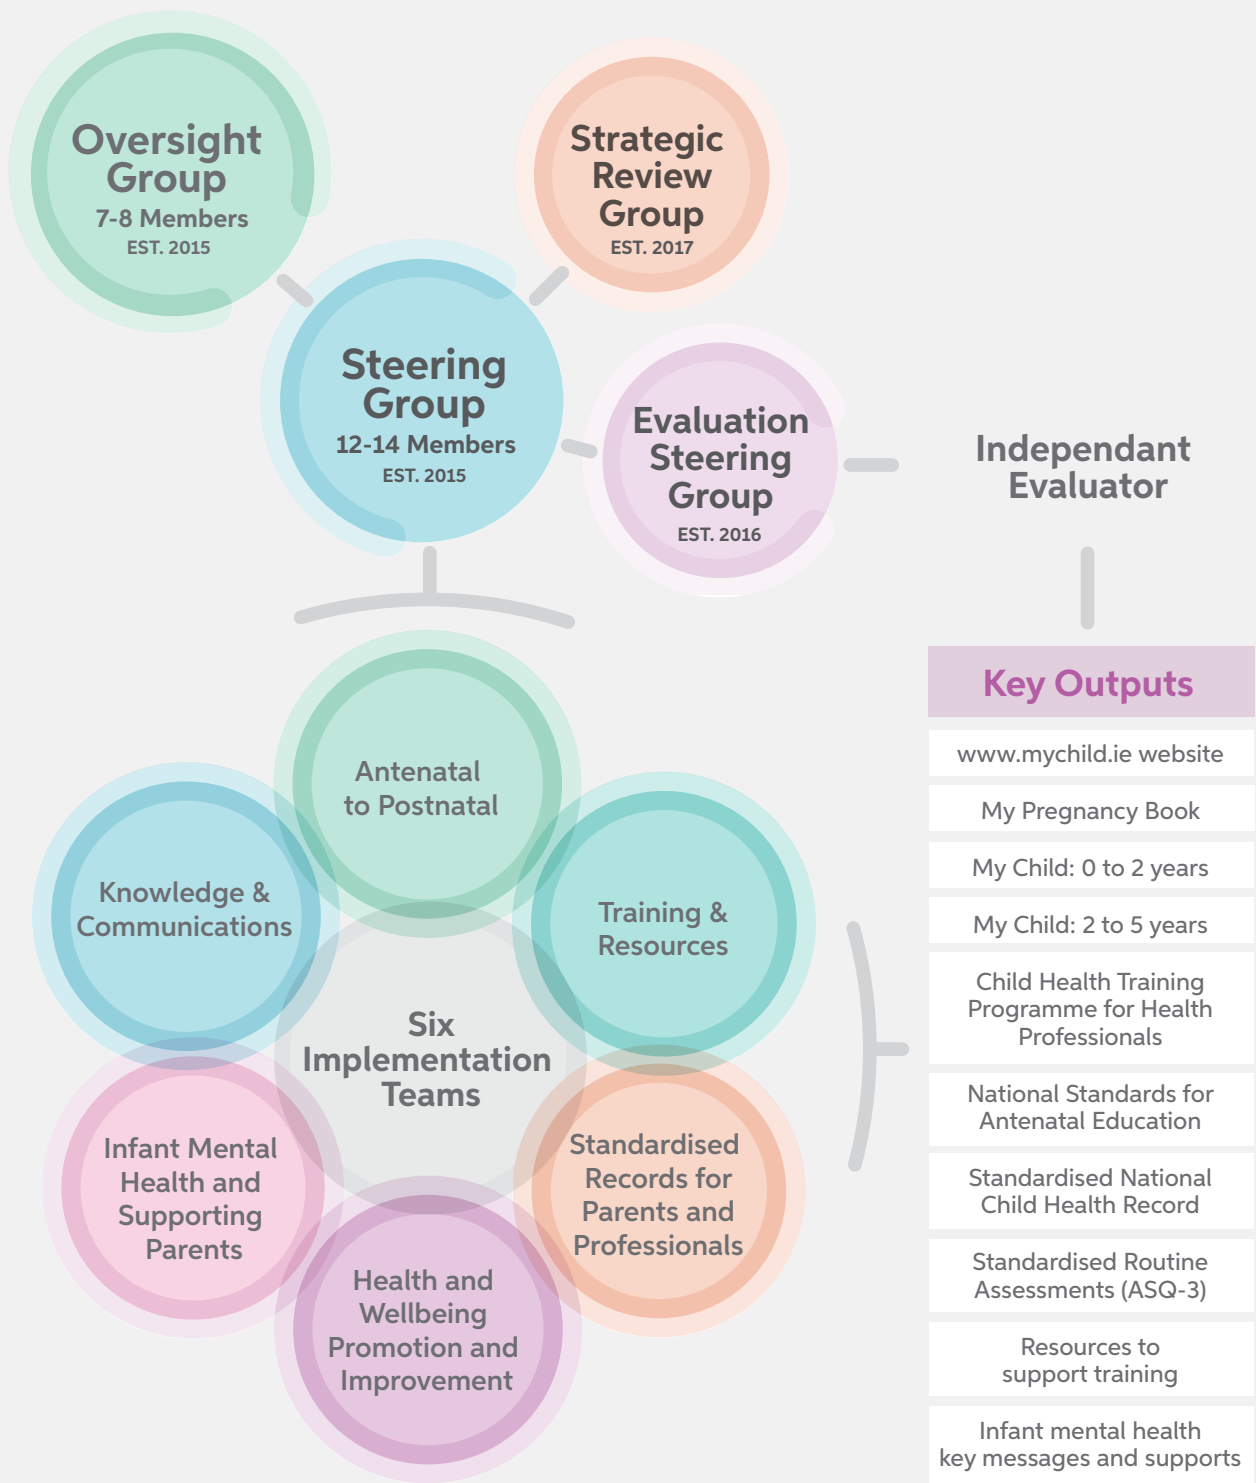 Oversight
Group
7-8 Members
EST. 2015
Strategic
Review
Group
EST. 2017
Steering
Group
12-14 Members
EST. 2015
Evaluation
Steering
Group
EST. 2016
Independant
Evaluator
Antenatal
to Postnatal
Knowledge &
Communications
Training &
Resources
Six
Implementation
Teams
Infant Mental
Health and
Supporting
Parents
Standardised
Records for
Parents and
Professionals
Health and
Wellbeing
Promotion and
Improvement
Key Outputs
www.mychild.ie website
My Pregnancy Book
My Child: 0 to 2 years
My Child: 2 to 5 years
Child Health Training
Programme for Health
Professionals
National Standards for
Antenatal Education
Standardised National
Child Health Record
Standardised Routine
Assessments (ASQ-3)
Resources to
support training
Infant mental health
key messages and supports